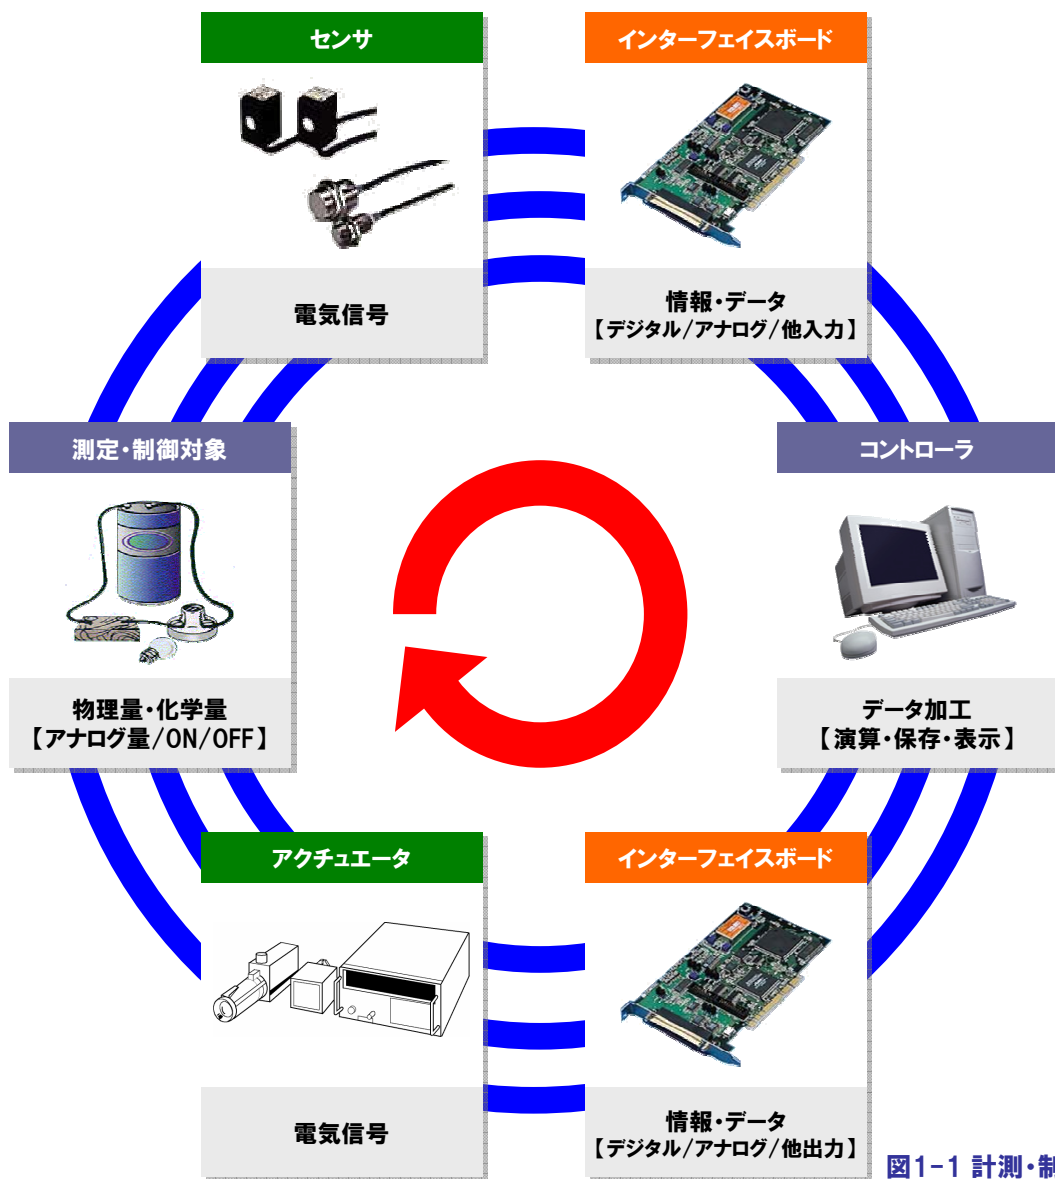 センサ
インターフェイスボード
電気信号
情報・データ
【デジタル/アナログ/他入力】
測定・制御対象
コントローラ
物理量・化学量
【アナログ量/ON/OFF】
データ加工
【演算・保存・表示】
アクチュエータ
インターフェイスボード
電気信号
情報・データ
【デジタル/アナログ/他出力】
図1-1 計測・制